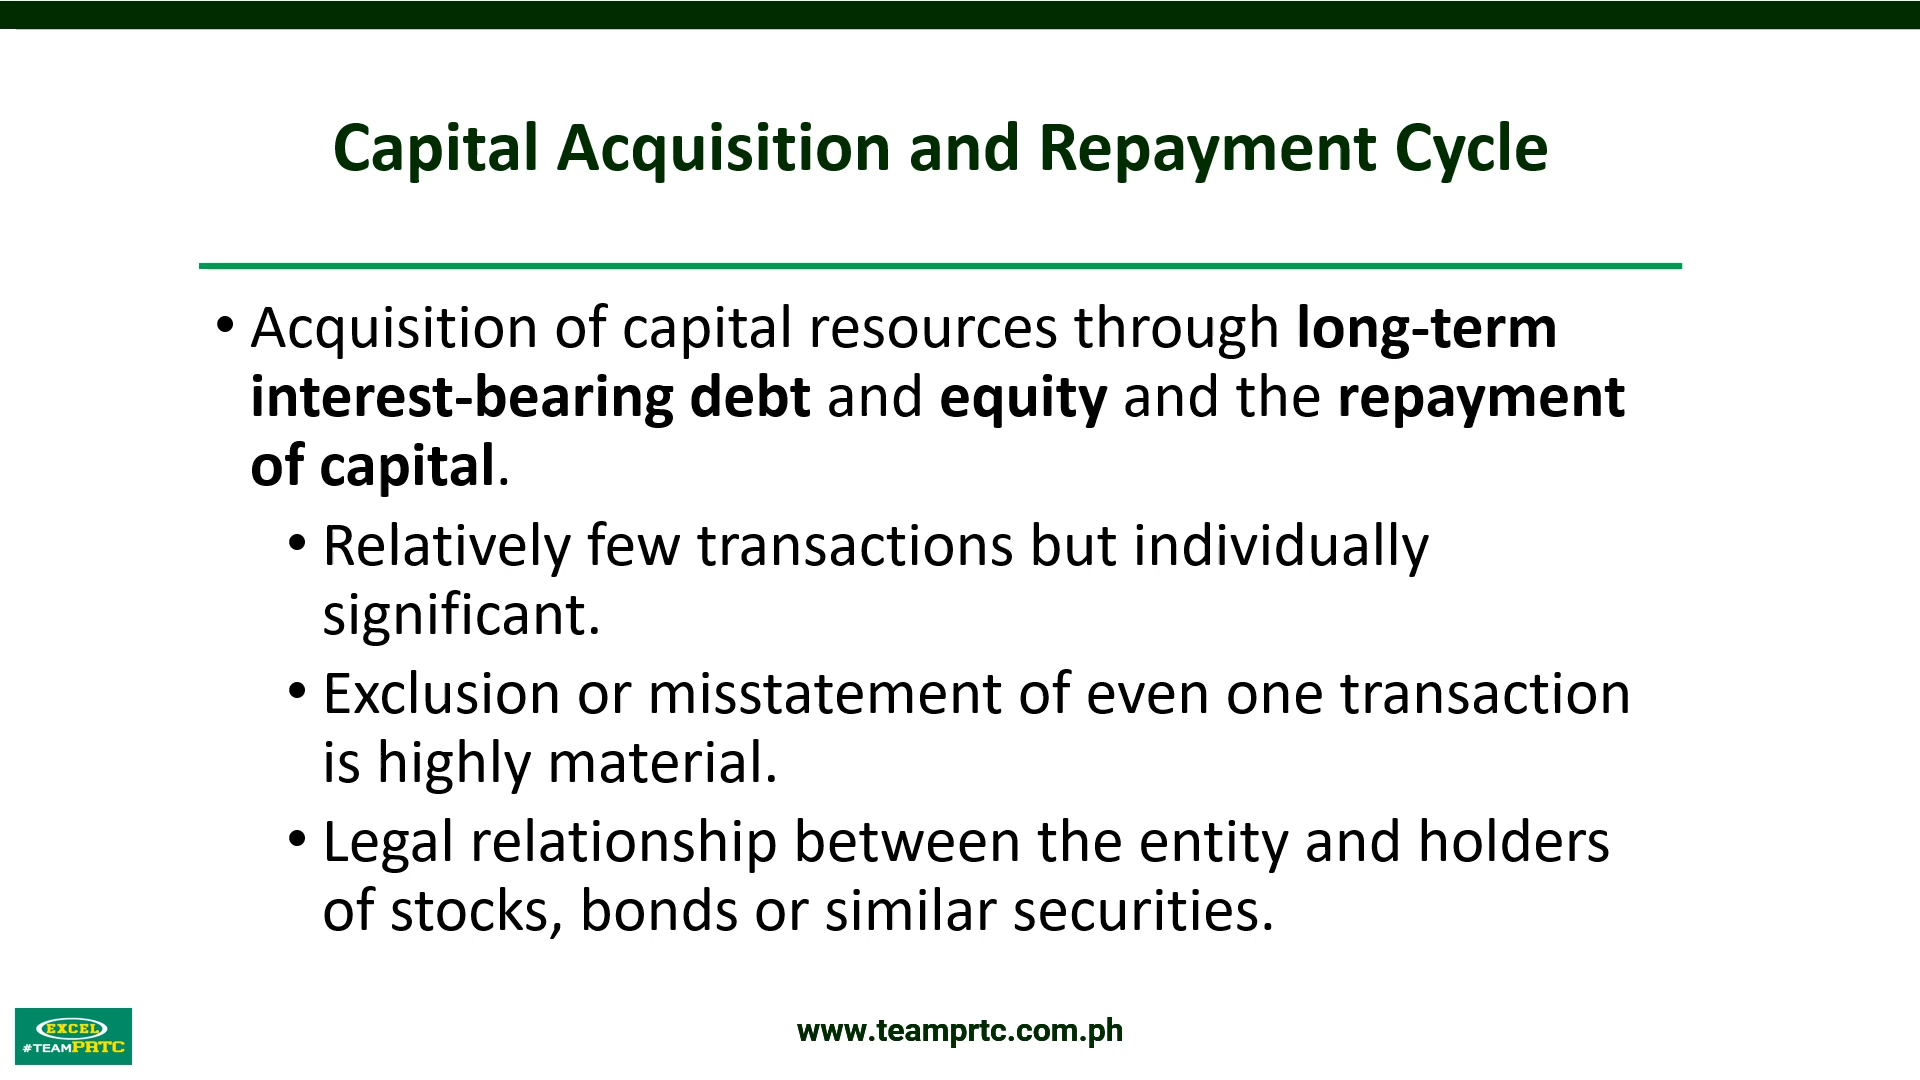 Capital Acquisition and Repayment Cycle
• Acquisition of capital resources through long-term
interest-bearing debt and equity and the repayment
of capital.
• Relatively few transactions but individually
significant.
• Exclusion or misstatement of even one transaction
is highly material.
• Legal relationship between the entity and holders
of stocks, bonds or similar securities.
EXCEL
#TEAMPRTC
www.teamprtc.com.ph